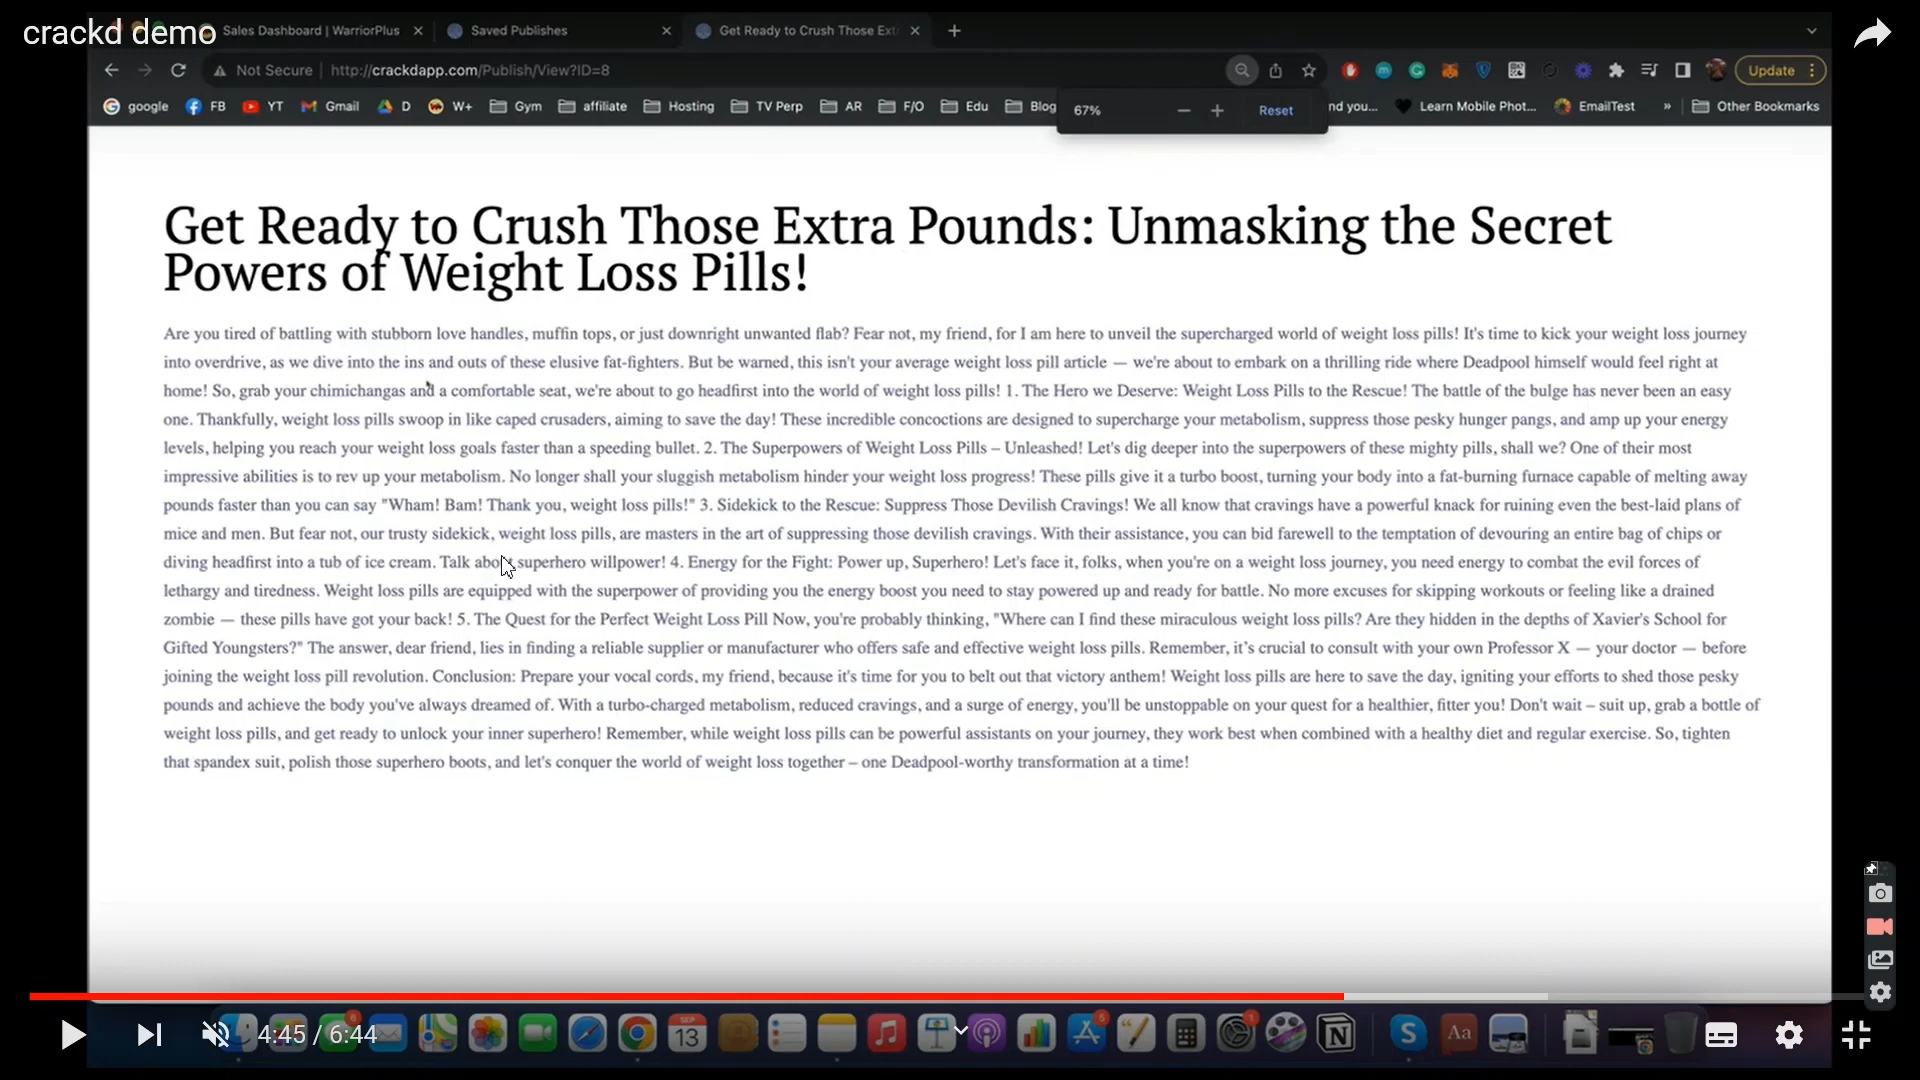 crackd demo
Sales Dashboard | WarriorPlus
Saved Publishes
Get Ready to Crush Those Ext
Not Secure | http://crackdapp.com/Publish/View?ID=8
Update
google FB YT Gmail D W+ Gym affiliate Hosting TV Perp AR F/O Edu Blog nd you... Learn Mobile Phot... EmailTest » Other Bookmarks
67% − + Reset
Get Ready to Crush Those Extra Pounds: Unmasking the Secret
Powers of Weight Loss Pills!
Are you tired of battling with stubborn love handles, muffin tops, or just downright unwanted flab? Fear not, my friend, for I am here to unveil the supercharged world of weight loss pills! It's time to kick your weight loss journey
into overdrive, as we dive into the ins and outs of these elusive fat-fighters. But be warned, this isn't your average weight loss pill article — we're about to embark on a thrilling ride where Deadpool himself would feel right at
home! So, grab your chimichangas and a comfortable seat, we're about to go headfirst into the world of weight loss pills! 1. The Hero we Deserve: Weight Loss Pills to the Rescue! The battle of the bulge has never been an easy
one. Thankfully, weight loss pills swoop in like caped crusaders, aiming to save the day! These incredible concoctions are designed to supercharge your metabolism, suppress those pesky hunger pangs, and amp up your energy
levels, helping you reach your weight loss goals faster than a speeding bullet. 2. The Superpowers of Weight Loss Pills – Unleashed! Let's dig deeper into the superpowers of these mighty pills, shall we? One of their most
impressive abilities is to rev up your metabolism. No longer shall your sluggish metabolism hinder your weight loss progress! These pills give it a turbo boost, turning your body into a fat-burning furnace capable of melting away
pounds faster than you can say "Wham! Bam! Thank you, weight loss pills!" 3. Sidekick to the Rescue: Suppress Those Devilish Cravings! We all know that cravings have a powerful knack for ruining even the best-laid plans of
mice and men. But fear not, our trusty sidekick, weight loss pills, are masters in the art of suppressing those devilish cravings. With their assistance, you can bid farewell to the temptation of devouring an entire bag of chips or
diving headfirst into a tub of ice cream. Talk about superhero willpower! 4. Energy for the Fight: Power up, Superhero! Let's face it, folks, when you're on a weight loss journey, you need energy to combat the evil forces of
lethargy and tiredness. Weight loss pills are equipped with the superpower of providing you the energy boost you need to stay powered up and ready for battle. No more excuses for skipping workouts or feeling like a drained
zombie — these pills have got your back! 5. The Quest for the Perfect Weight Loss Pill Now, you're probably thinking, "Where can I find these miraculous weight loss pills? Are they hidden in the depths of Xavier's School for
Gifted Youngsters?" The answer, dear friend, lies in finding a reliable supplier or manufacturer who offers safe and effective weight loss pills. Remember, it’s crucial to consult with your own Professor X — your doctor — before
joining the weight loss pill revolution. Conclusion: Prepare your vocal cords, my friend, because it's time for you to belt out that victory anthem! Weight loss pills are here to save the day, igniting your efforts to shed those pesky
pounds and achieve the body you've always dreamed of. With a turbo-charged metabolism, reduced cravings, and a surge of energy, you'll be unstoppable on your quest for a healthier, fitter you! Don't wait – suit up, grab a bottle of
weight loss pills, and get ready to unlock your inner superhero! Remember, while weight loss pills can be powerful assistants on your journey, they work best when combined with a healthy diet and regular exercise. So, tighten
that spandex suit, polish those superhero boots, and let's conquer the world of weight loss together – one Deadpool-worthy transformation at a time!
4:45 / 6:44
SEP
13
Aa